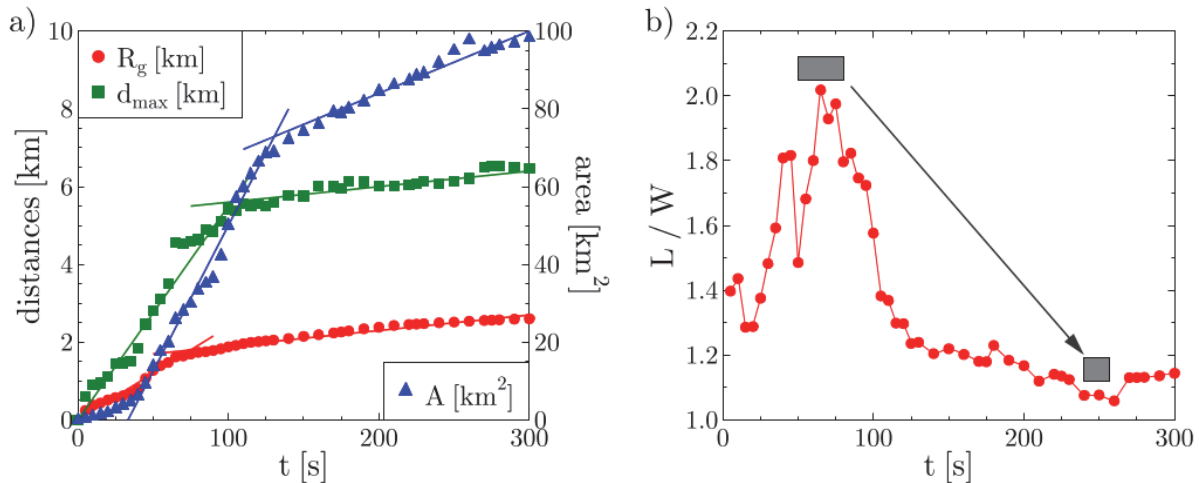 a)
10
8
6
4
2
0
distances [km]
R_g [km]
d_max [km]
A [km^2]
100
80
60
40
20
0
area [km^2]
0
100
200
300
t [s]
b)
2.2
2.0
1.8
1.6
1.4
1.2
1.0
L / W
0
100
200
300
t [s]